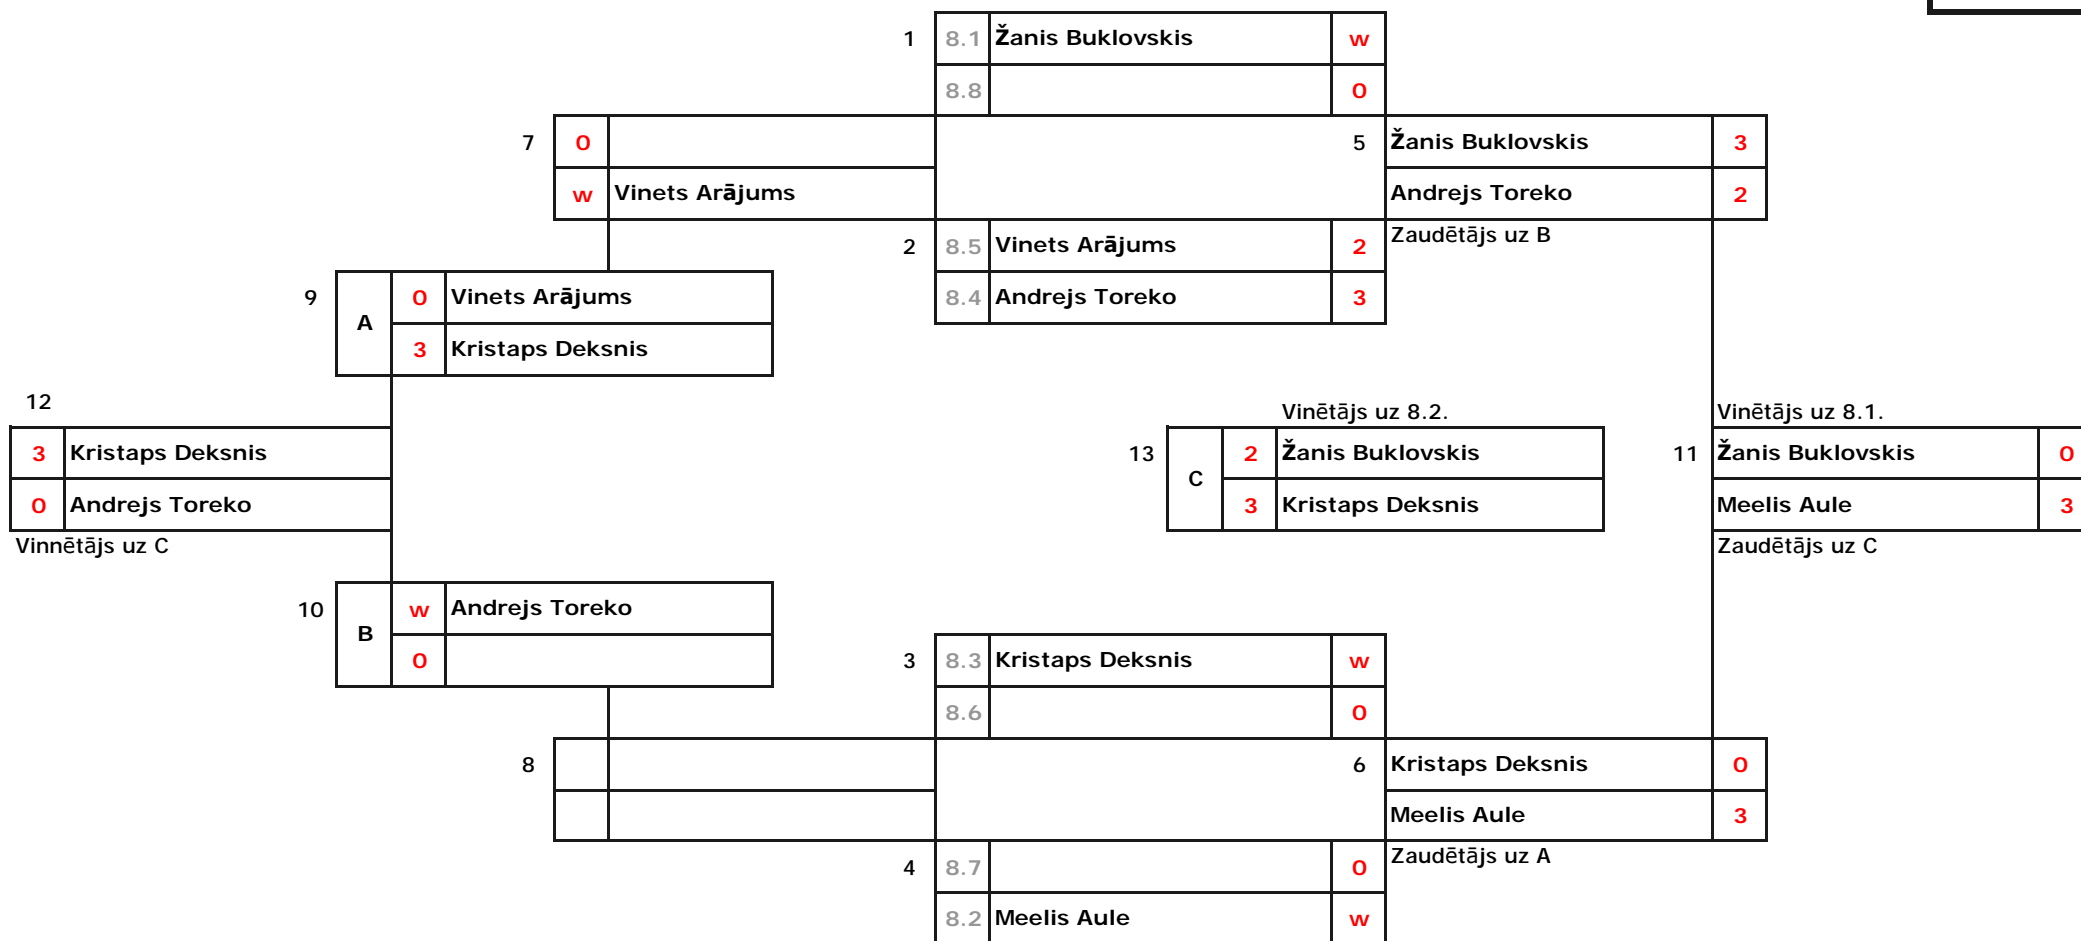 1 8.1 Žanis Buklovskis w
8.8 0
7 0 5 Žanis Buklovskis 3
w Vinets Arājums Andrejs Toreko 2
2 8.5 Vinets Arājums 2 Zaudētājs uz B
9 A 0 Vinets Arājums 8.4 Andrejs Toreko 3
3 Kristaps Deksnis
12 Vinētājs uz 8.2. Vinētājs uz 8.1.
3 Kristaps Deksnis 13 C 2 Žanis Buklovskis 11 Žanis Buklovskis 0
0 Andrejs Toreko 3 Kristaps Deksnis Meelis Aule 3
Vinnētājs uz C Zaudētājs uz C
10 B w Andrejs Toreko
0 3 8.3 Kristaps Deksnis w
8.6 0
8 6 Kristaps Deksnis 0
Meelis Aule 3
4 8.7 0 Zaudētājs uz A
8.2 Meelis Aule w